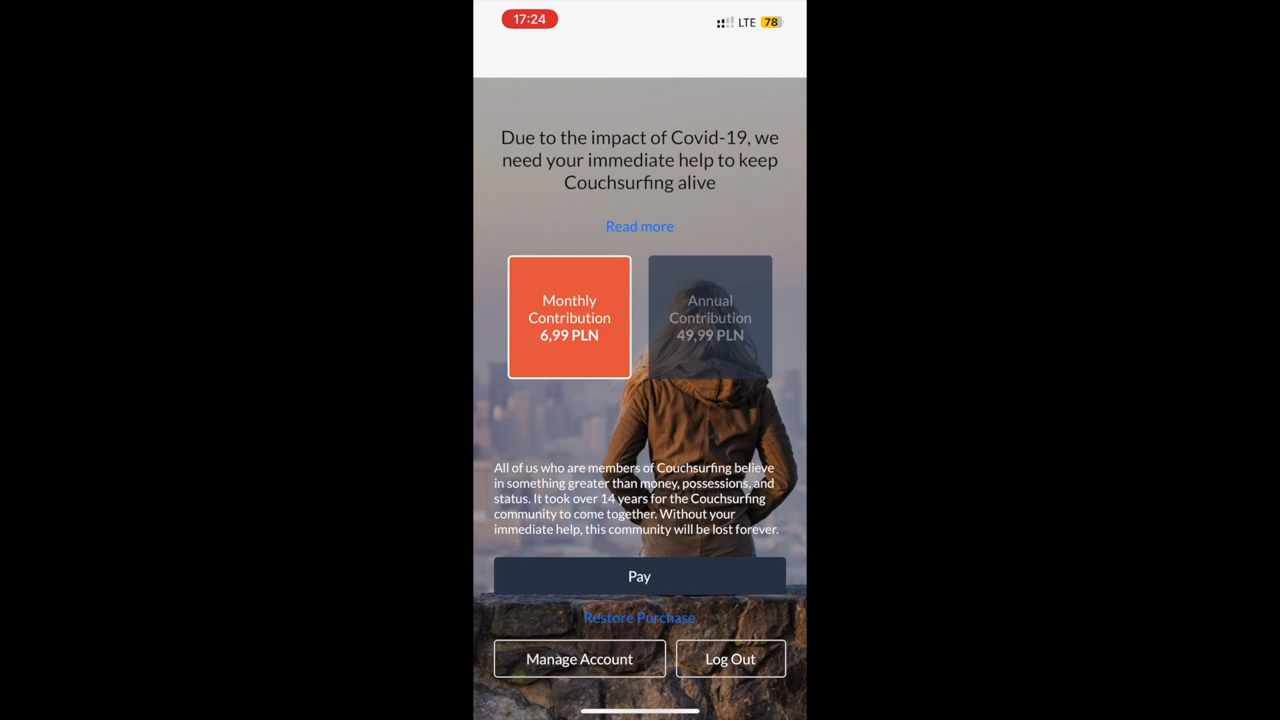 17:24
LTE 78
Due to the impact of Covid-19, we
need your immediate help to keep
Couchsurfing alive
Read more
Monthly
Contribution
6,99 PLN
Annual
Contribution
49,99 PLN
All of us who are members of Couchsurfing believe
in something greater than money, possessions, and
status. It took over 14 years for the Couchsurfing
community to come together. Without your
immediate help, this community will be lost forever.
Pay
Restore Purchase
Manage Account
Log Out